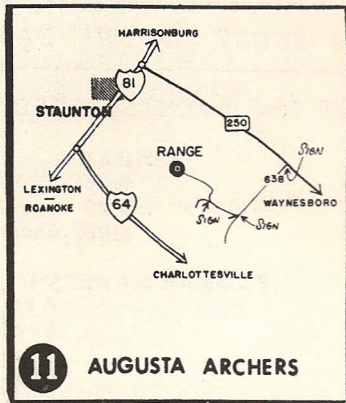 HARRISONBURG
81
STAUNTON
250
RANGE
SIGN
638
LEXINGTON
—
ROANOKE
WAYNESBORO
64
SIGN
SIGN
CHARLOTTESVILLE
11 AUGUSTA ARCHERS